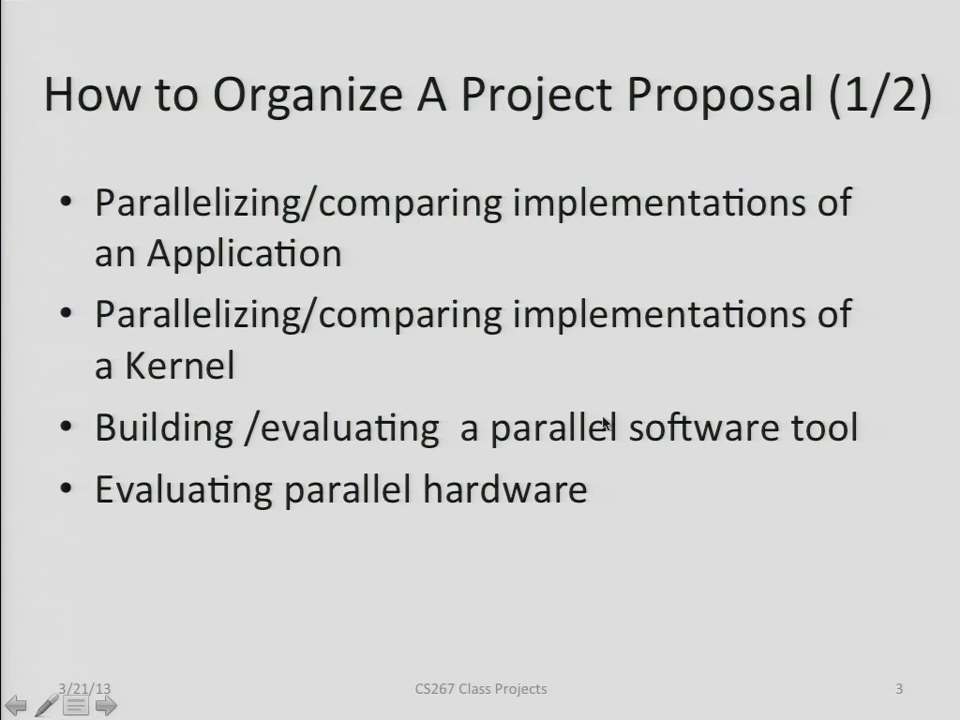 How to Organize A Project Proposal (1/2)
• Parallelizing/comparing implementations of
an Application
• Parallelizing/comparing implementations of
a Kernel
• Building /evaluating  a parallel software tool
• Evaluating parallel hardware
3/21/13
CS267 Class Projects
3